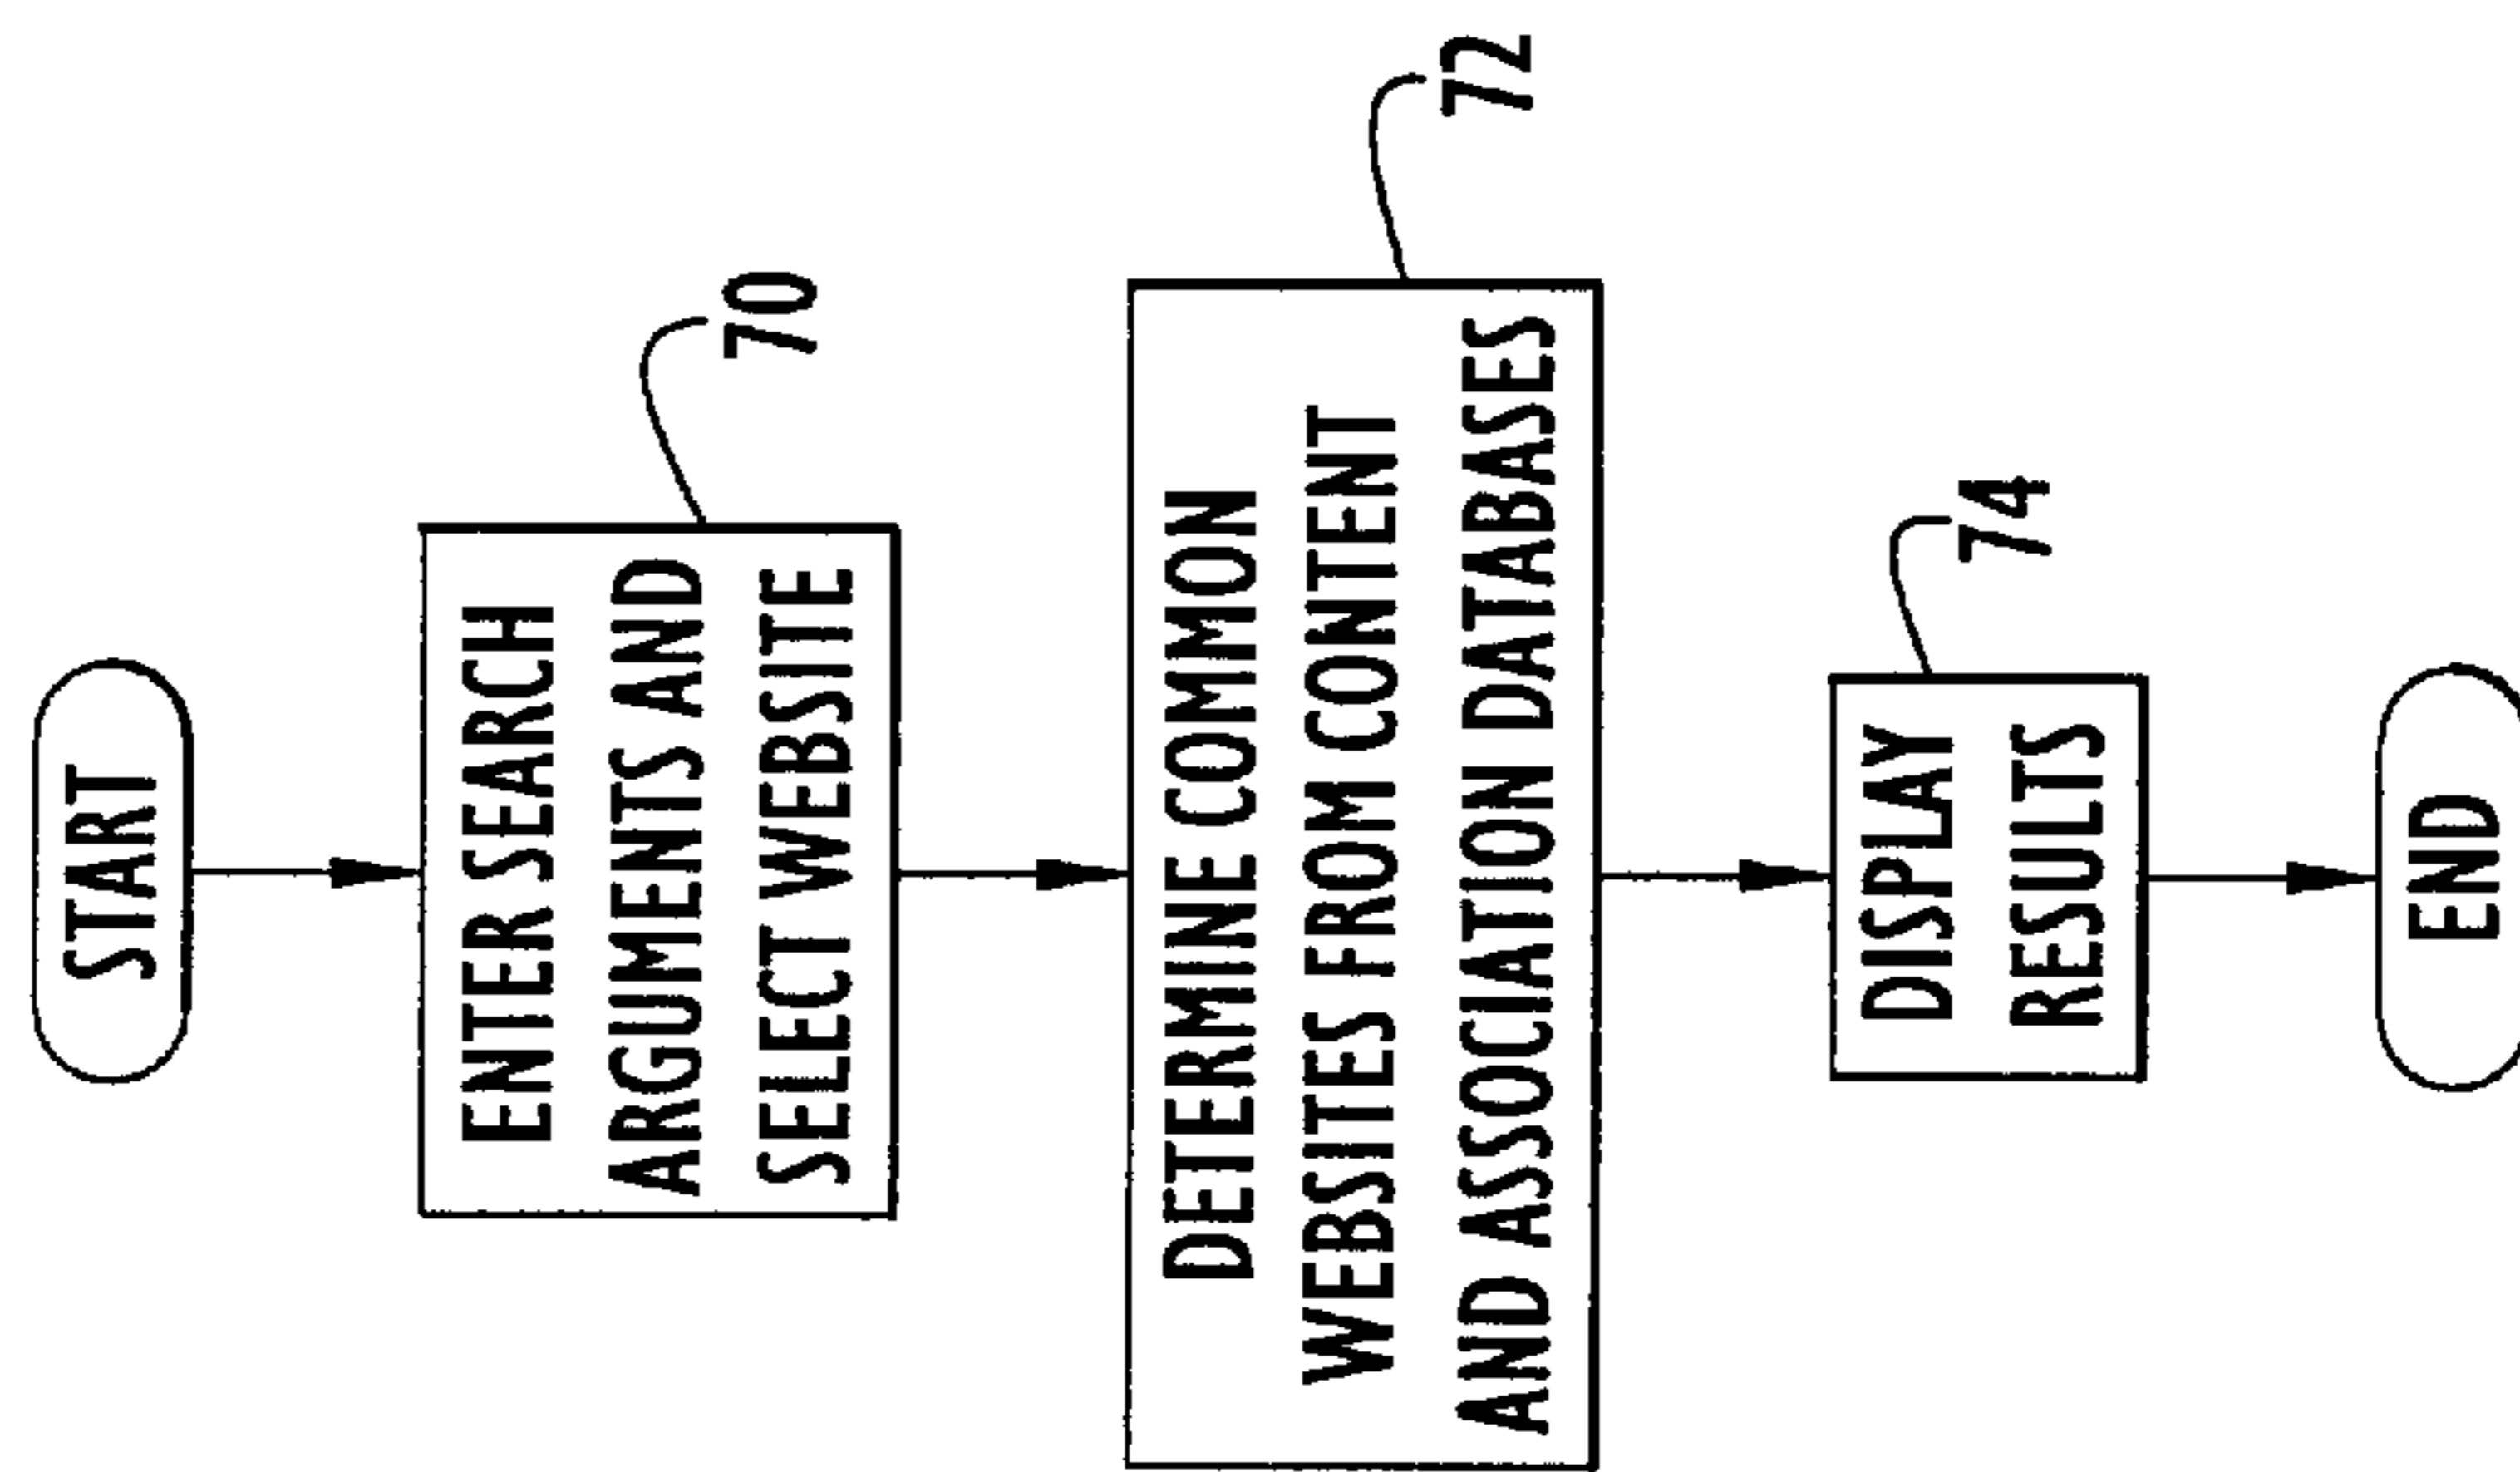 START
ENTER SEARCH
ARGUMENTS AND
SELECT WEBSITE
70
DETERMINE COMMON
WEBSITES FROM CONTENT
AND ASSOCIATION DATABASES
72
DISPLAY
RESULTS
74
END